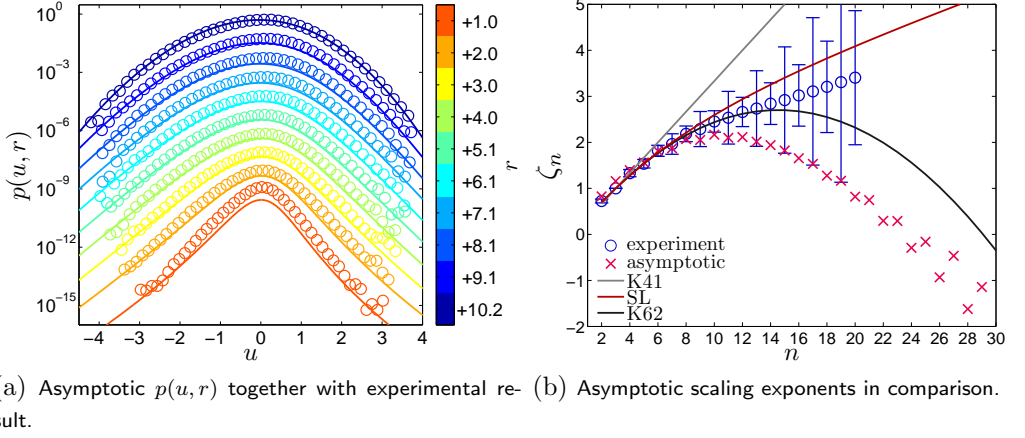 10⁰
10⁻³
10⁻⁶
10⁻⁹
10⁻¹²
10⁻¹⁵
p(u, r)
−4 −3 −2 −1 0 1 2 3 4
u
+1.0
+2.0
+3.0
+4.0
+5.1
+6.1
+7.1
+8.1
+9.1
+10.2
r
5
4
3
2
1
0
−1
−2
ζₙ
experiment
asymptotic
K41
SL
K62
2 4 6 8 10 12 14 16 18 20 22 24 26 28 30
n
a) Asymptotic p(u, r) together with experimental re-
sult.
(b) Asymptotic scaling exponents in comparison.